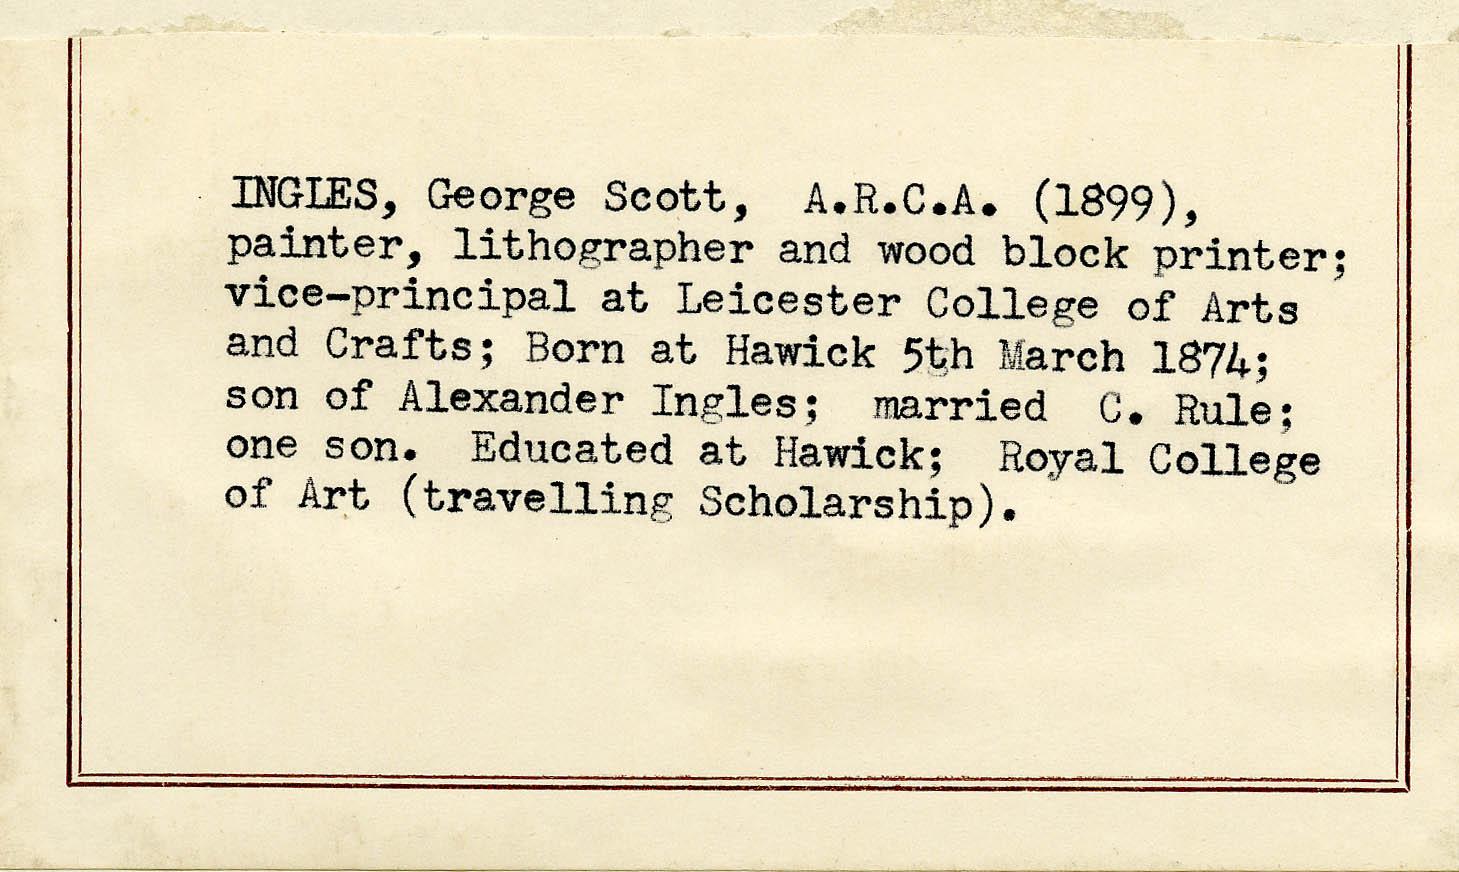 INGLES, George Scott, A.R.C.A. (1899),
painter, lithographer and wood block printer;
vice-principal at Leicester College of Arts
and Crafts; Born at Hawick 5th March 1874;
son of Alexander Ingles; married C. Rule;
one son. Educated at Hawick; Royal College
of Art (travelling Scholarship).